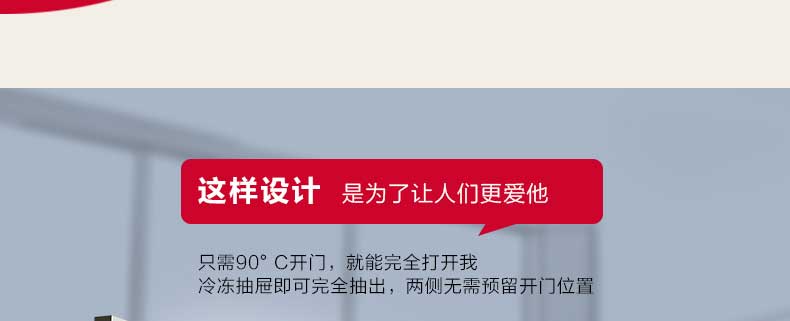 这样设计 是为了让人们更爱他
只需90° C开门，就能完全打开我
冷冻抽屉即可完全抽出，两侧无需预留开门位置